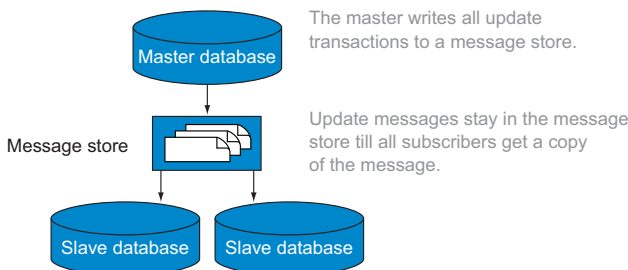 The master writes all update
transactions to a message store.
Master database
Update messages stay in the message
store till all subscribers get a copy
of the message.
Message store
Slave database
Slave database